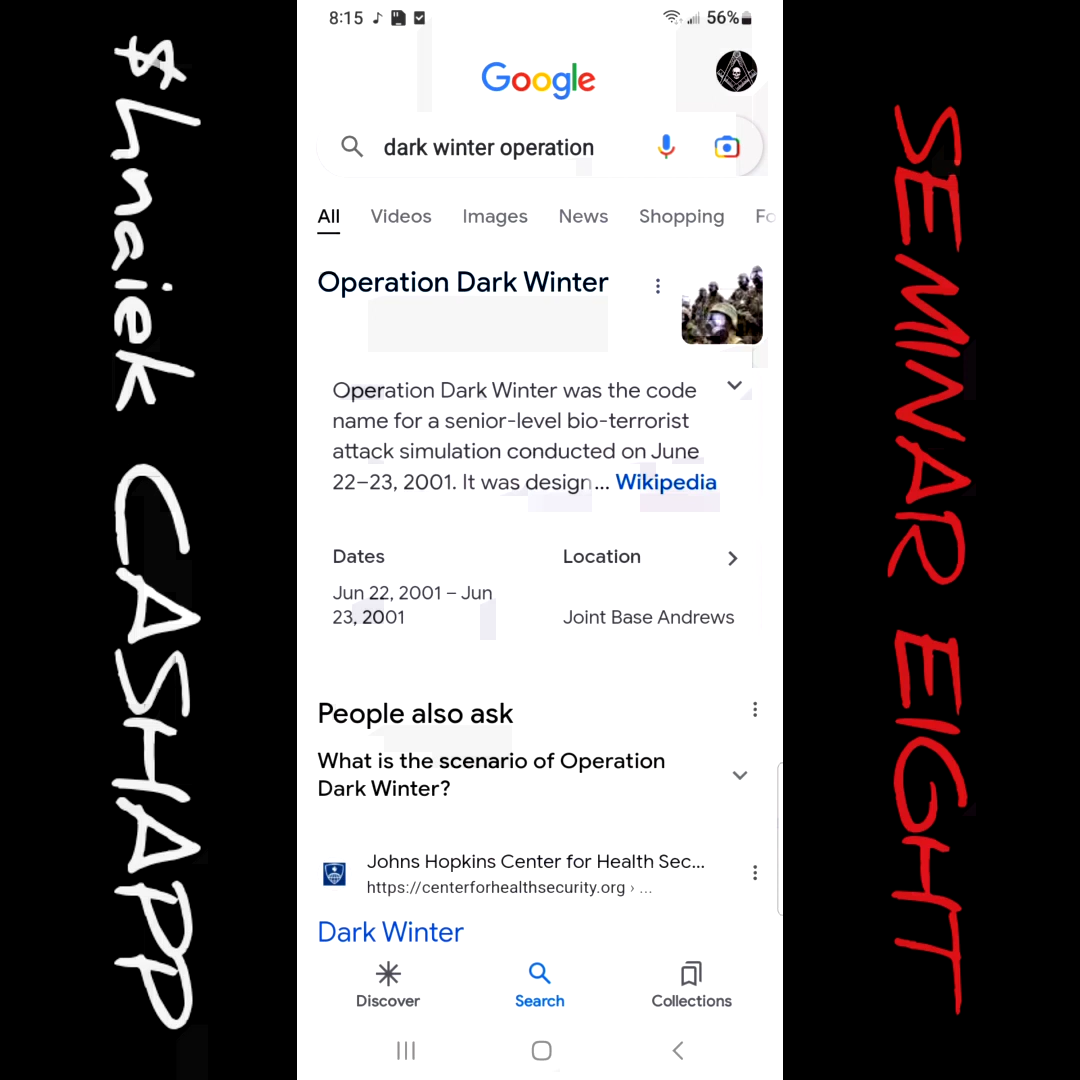 $hnaiek CASHAPP
8:15
56%
Google
dark winter operation
All Videos Images News Shopping Fo
Operation Dark Winter
Operation Dark Winter was the code
name for a senior-level bio-terrorist
attack simulation conducted on June
22–23, 2001. It was design... Wikipedia
Dates
Jun 22, 2001 – Jun
23, 2001
Location
Joint Base Andrews
People also ask
What is the scenario of Operation
Dark Winter?
Johns Hopkins Center for Health Sec...
https://centerforhealthsecurity.org › ...
Dark Winter
Discover Search Collections
SEMINAR EIGHT